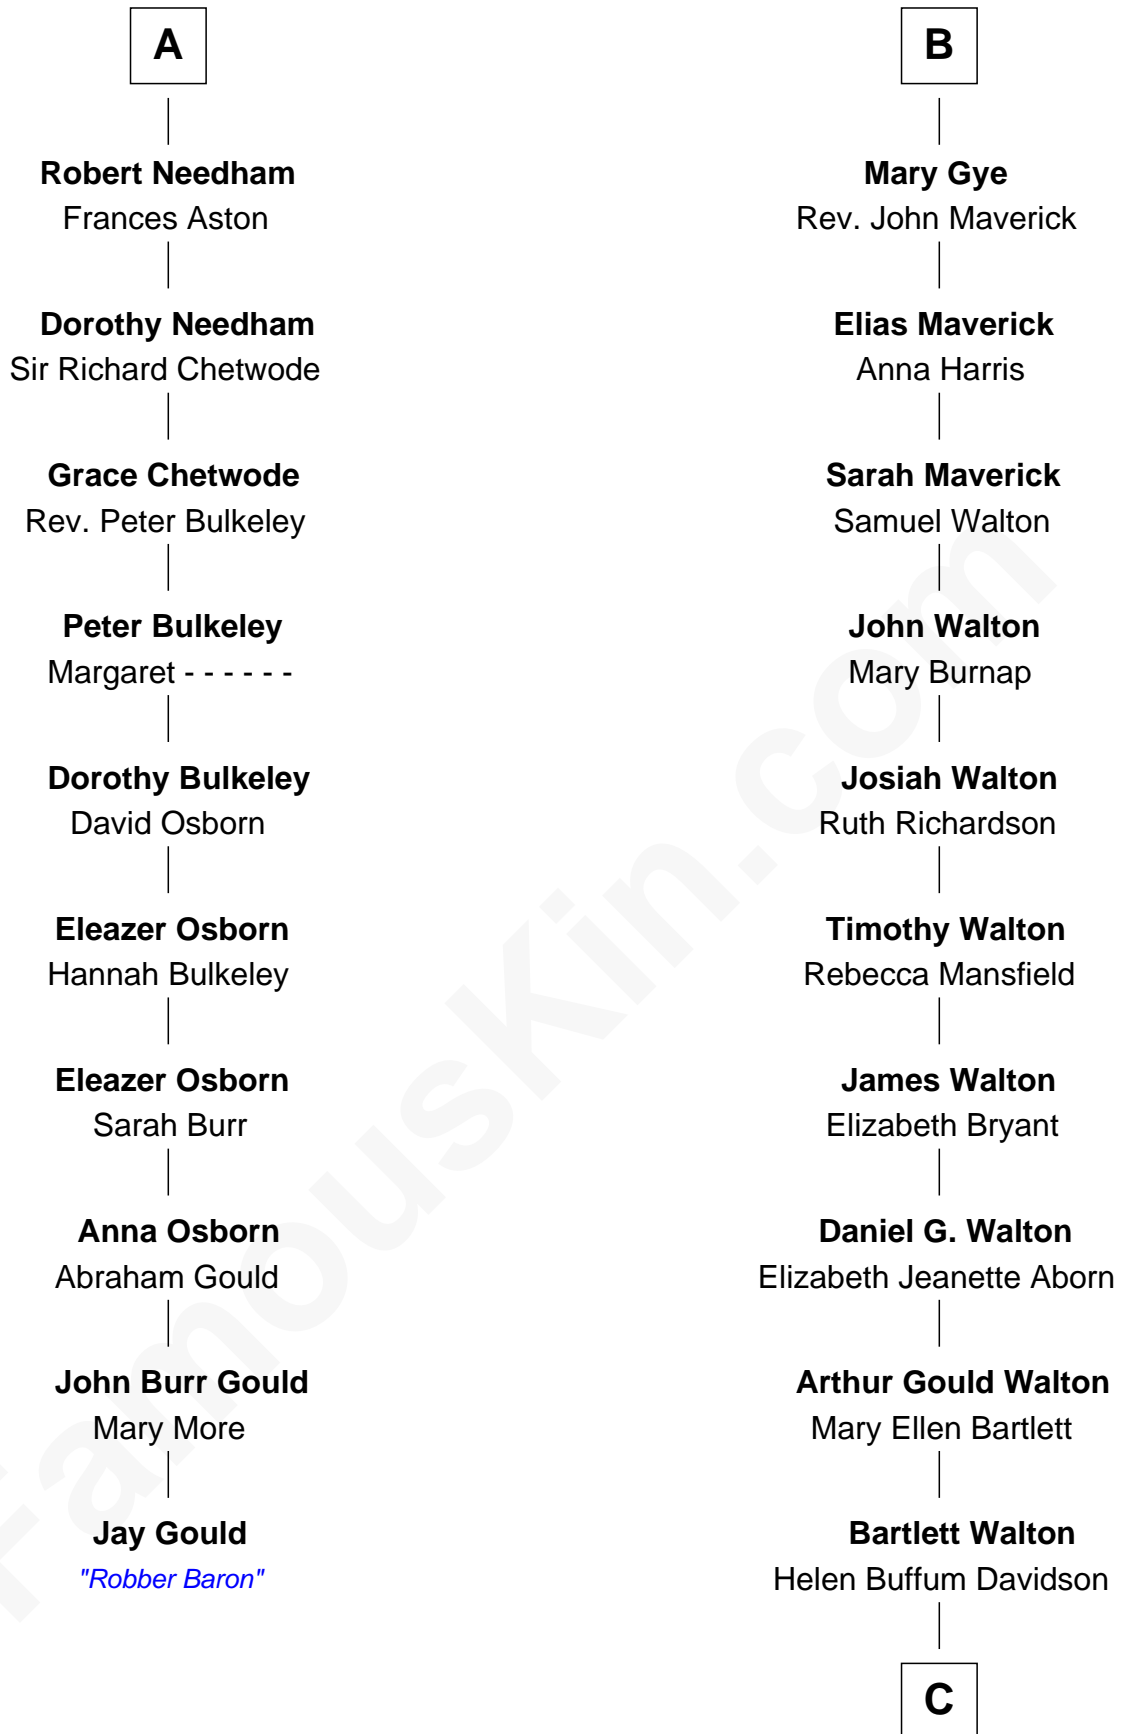 A
Robert Needham
Frances Aston
Dorothy Needham
Sir Richard Chetwode
Grace Chetwode
Rev. Peter Bulkeley
Peter Bulkeley
Margaret - - - - - -
Dorothy Bulkeley
David Osborn
Eleazer Osborn
Hannah Bulkeley
Eleazer Osborn
Sarah Burr
Anna Osborn
Abraham Gould
John Burr Gould
Mary More
Jay Gould
"Robber Baron"
B
Mary Gye
Rev. John Maverick
Elias Maverick
Anna Harris
Sarah Maverick
Samuel Walton
John Walton
Mary Burnap
Josiah Walton
Ruth Richardson
Timothy Walton
Rebecca Mansfield
James Walton
Elizabeth Bryant
Daniel G. Walton
Elizabeth Jeanette Aborn
Arthur Gould Walton
Mary Ellen Bartlett
Bartlett Walton
Helen Buffum Davidson
C
FamousKin.com